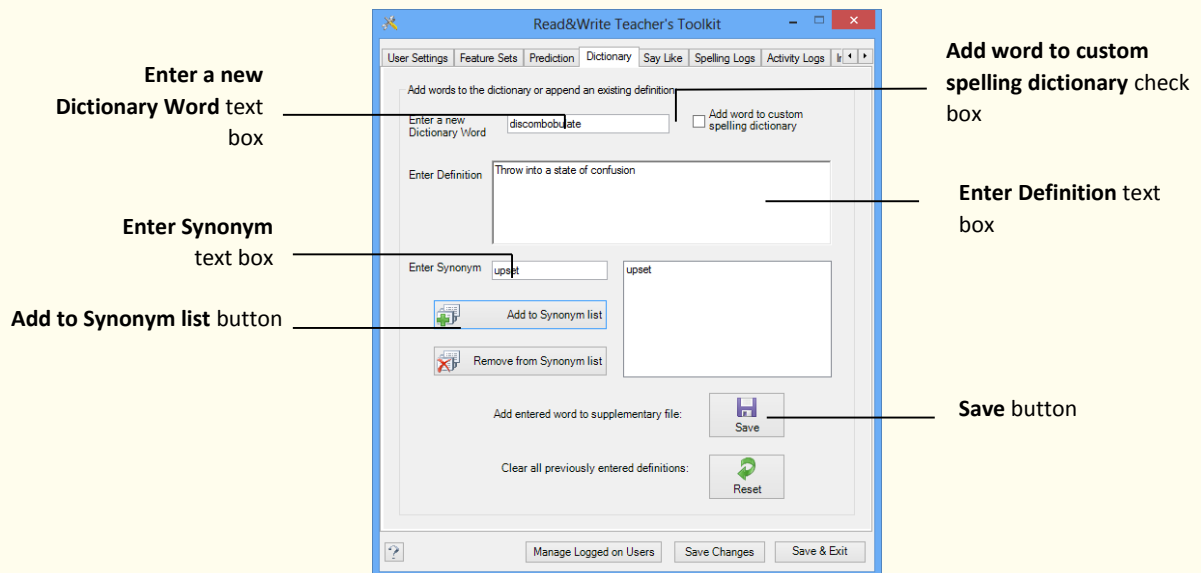 Read&Write Teacher's Toolkit
User Settings Feature Sets Prediction Dictionary Say Like Spelling Logs Activity Logs
Enter a new
Dictionary Word text
box
Add word to custom
spelling dictionary check
box
Add words to the dictionary or append an existing definition
Enter a new
Dictionary Word
discombobulate
Add word to custom
spelling dictionary
Enter Definition
Throw into a state of confusion
Enter Definition text
box
Enter Synonym
text box
Enter Synonym
upset
upset
Add to Synonym list button
Add to Synonym list
Remove from Synonym list
Add entered word to supplementary file:
Save
Save button
Clear all previously entered definitions:
Reset
?
Manage Logged on Users
Save Changes
Save & Exit